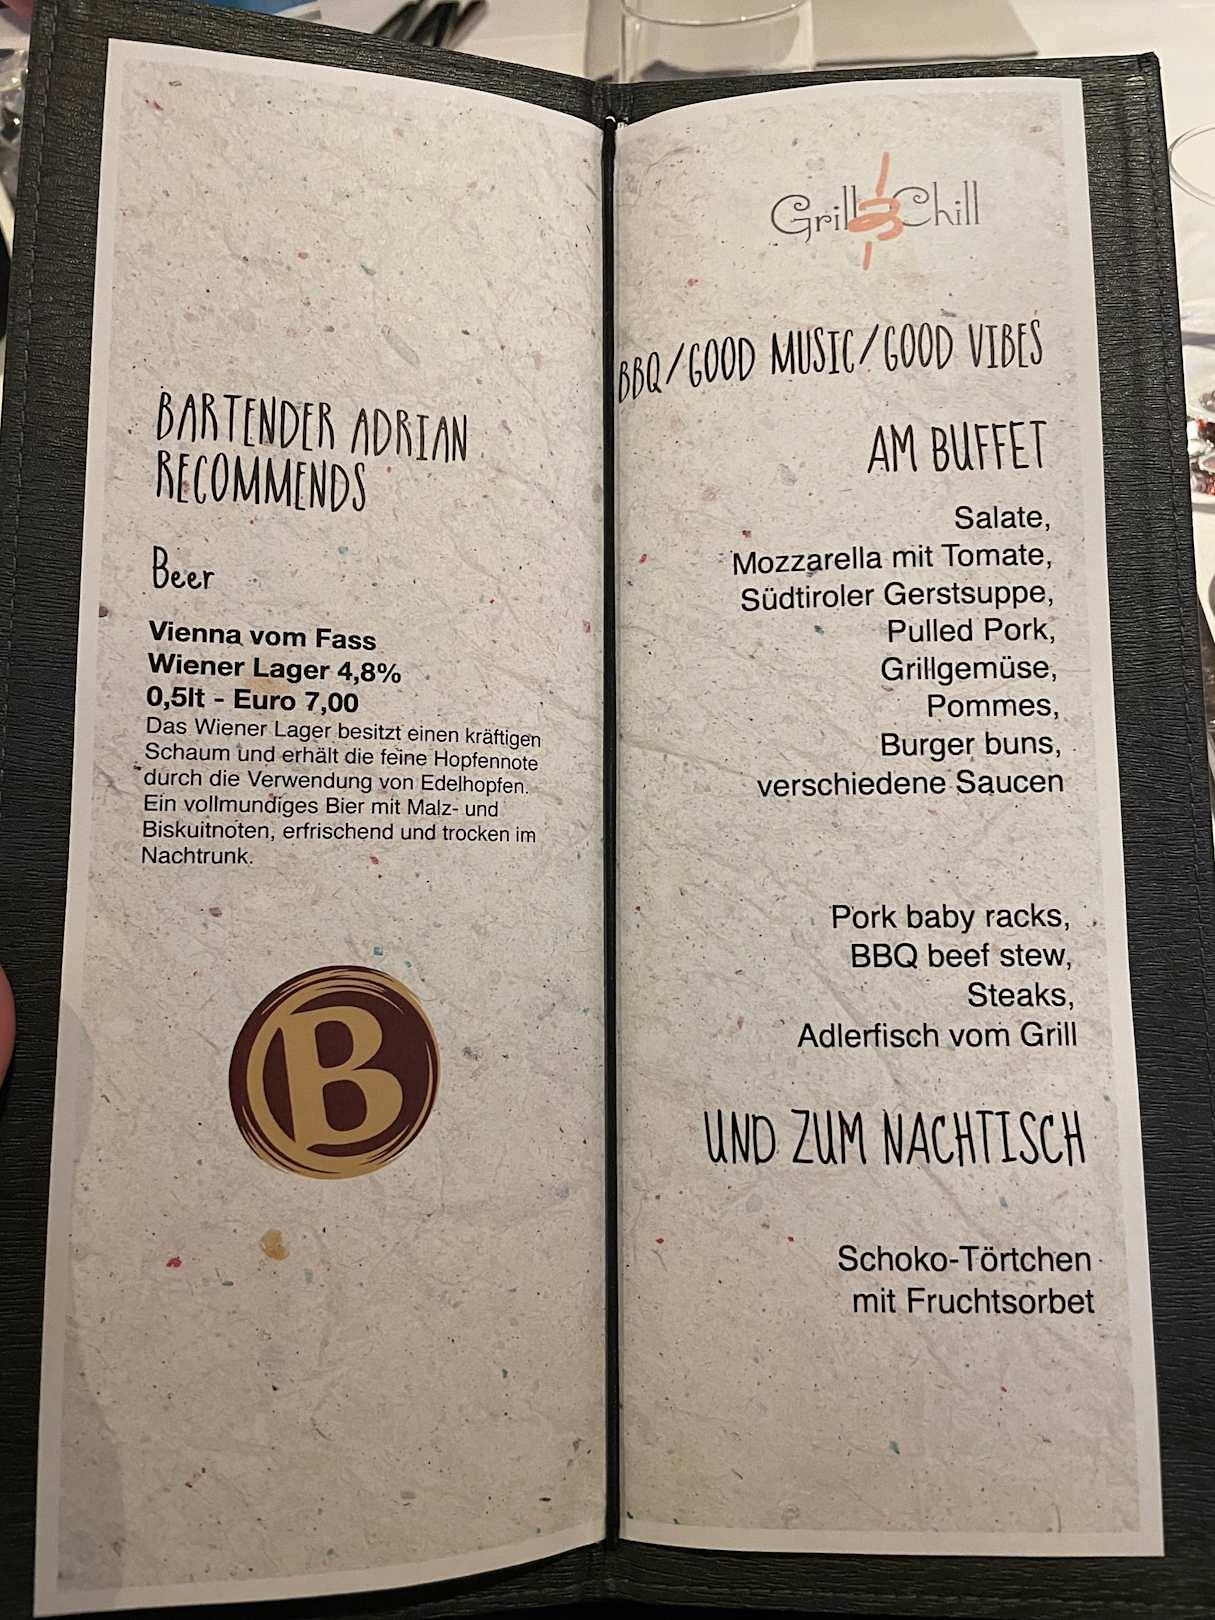 BARTENDER ADRIAN
RECOMMENDS
Beer
Vienna vom Fass
Wiener Lager 4,8%
0,5lt - Euro 7,00
Das Wiener Lager besitzt einen kräftigen
Schaum und erhält die feine Hopfennote
durch die Verwendung von Edelhopfen.
Ein vollmundiges Bier mit Malz- und
Biskuitnoten, erfrischend und trocken im
Nachtrunk.
B
Grill & Chill
BBQ/GOOD MUSIC/GOOD VIBES
AM BUFFET
Salate,
Mozzarella mit Tomate,
Südtiroler Gerstsuppe,
Pulled Pork,
Grillgemüse,
Pommes,
Burger buns,
verschiedene Saucen
Pork baby racks,
BBQ beef stew,
Steaks,
Adlerfisch vom Grill
UND ZUM NACHTISCH
Schoko-Törtchen
mit Fruchtsorbet